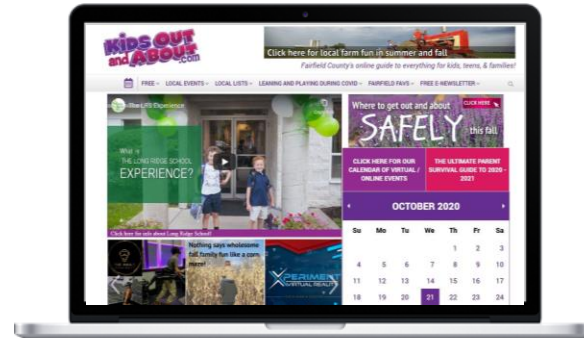 KiDS OUT
and ABOUT.com
Click here for local farm fun in summer and fall
Fairfield County's online guide to everything for kids, teens, & families!
FREE
LOCAL EVENTS
LOCAL LISTS
LEANING AND PLAYING DURING COVID
FAIRFIELD FAVS
FREE E-NEWSLETTER
Experience
What is
THE LONG RIDGE SCHOOL
EXPERIENCE?
Click here for info about Long Ridge School!
Where to get out and about
CLICK HERE
SAFELY
this fall
CLICK HERE FOR OUR
CALENDAR OF VIRTUAL /
ONLINE EVENTS
THE ULTIMATE PARENT
SURVIVAL GUIDE TO 2020 -
2021
OCTOBER 2020
Su Mo Tu We Th Fr Sa
1 2 3
4 5 6 7 8 9 10
11 12 13 14 15 16 17
18 19 20 21 22 23 24
Nothing says wholesome
fall family fun like a corn
maze!
XPERIMENT
VIRTUAL REALITY